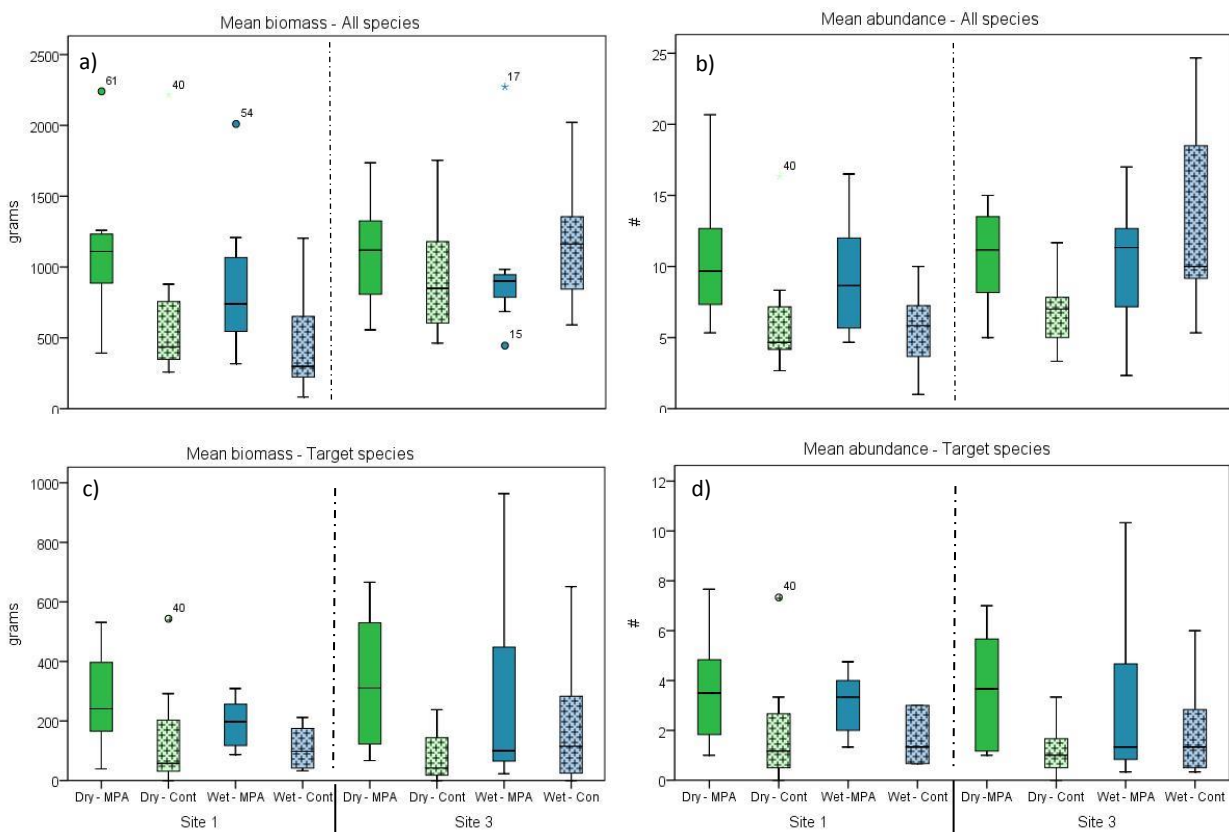 Mean biomass - All species
a)
2500
2000
1500
1000
500
0
grams
61
40
54
17
15
Mean abundance - All species
b)
25
20
15
10
5
0
#
40
Mean biomass - Target species
c)
1000
800
600
400
200
0
grams
40
Dry - MPA Dry - Cont Wet - MPA Wet - Cont Dry - MPA Dry - Cont Wet - MPA Wet - Con
Site 1 Site 3
Mean abundance - Target species
d)
12
10
8
6
4
2
0
#
40
Dry - MPA Dry - Cont Wet - MPA Wet - Cont Dry - MPA Dry - Cont Wet - MPA Wet - Cont
Site 1 Site 3